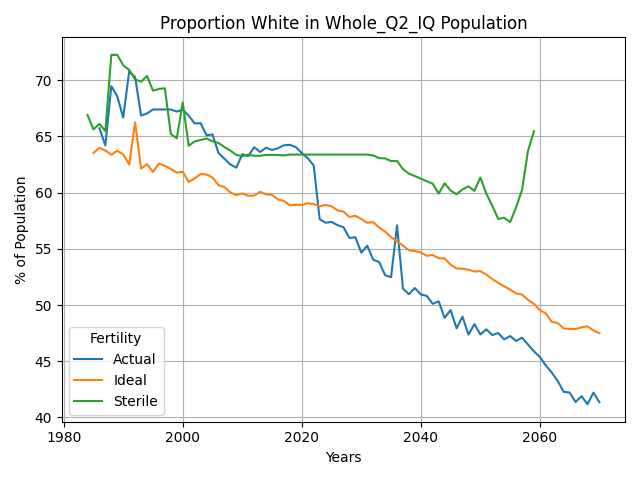 Proportion White in Whole_Q2_IQ Population
% of Population
70
65
60
55
50
45
40
Fertility
Actual
Ideal
Sterile
1980
2000
2020
2040
2060
Years